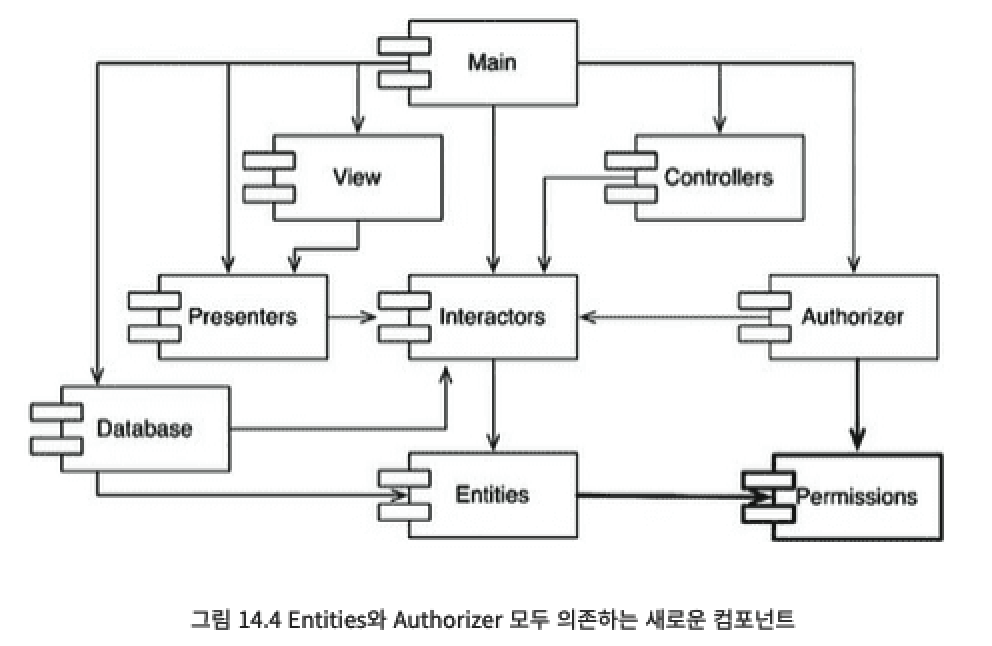 Main
View
Controllers
Presenters
Interactors
Authorizer
Database
Entities
Permissions
그림 14.4 Entities와 Authorizer 모두 의존하는 새로운 컴포넌트